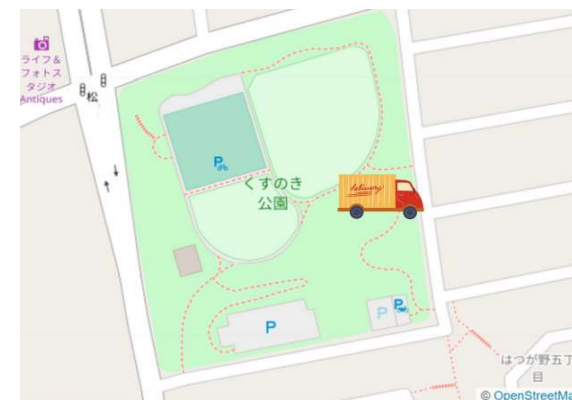 ライフ&
フォトス
タジオ
Antiques
松
P
くすのき
公園
delivery
P
P
P
はつが野五丁
目
© OpenStreetMa